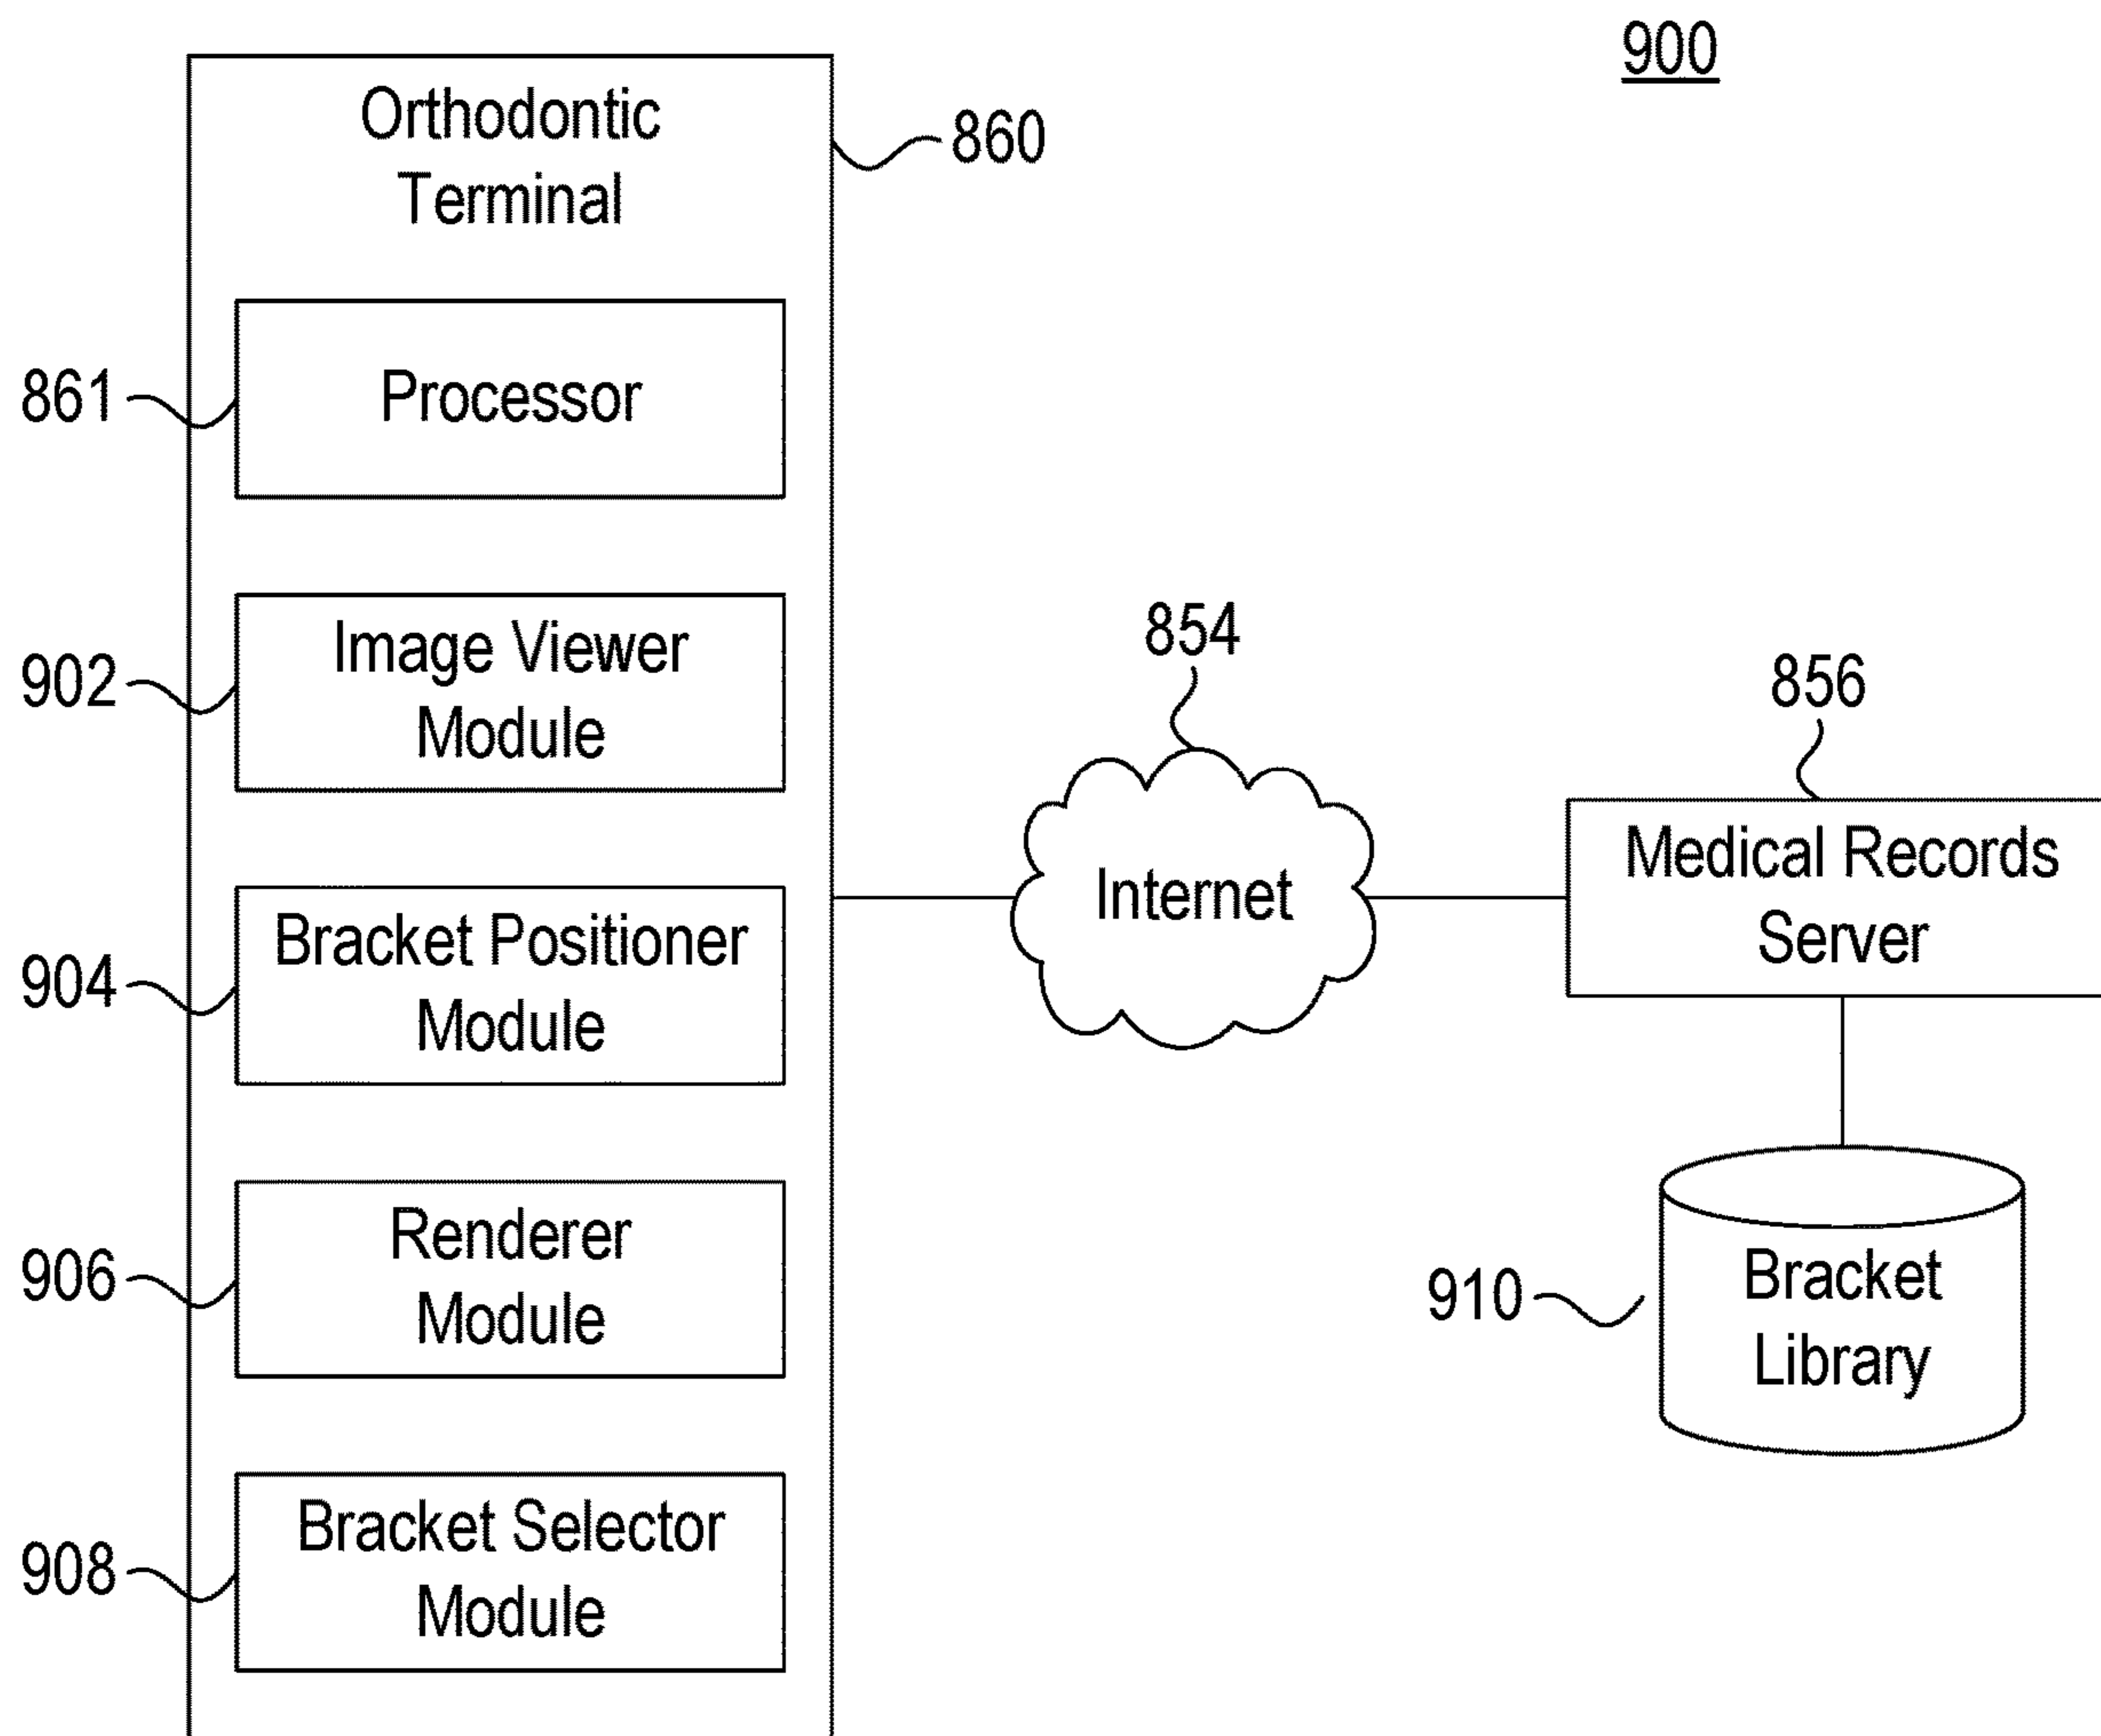 900
Orthodontic
Terminal
860
861
Processor
902
Image Viewer
Module
904
Bracket Positioner
Module
906
Renderer
Module
908
Bracket Selector
Module
854
Internet
856
Medical Records
Server
910
Bracket
Library